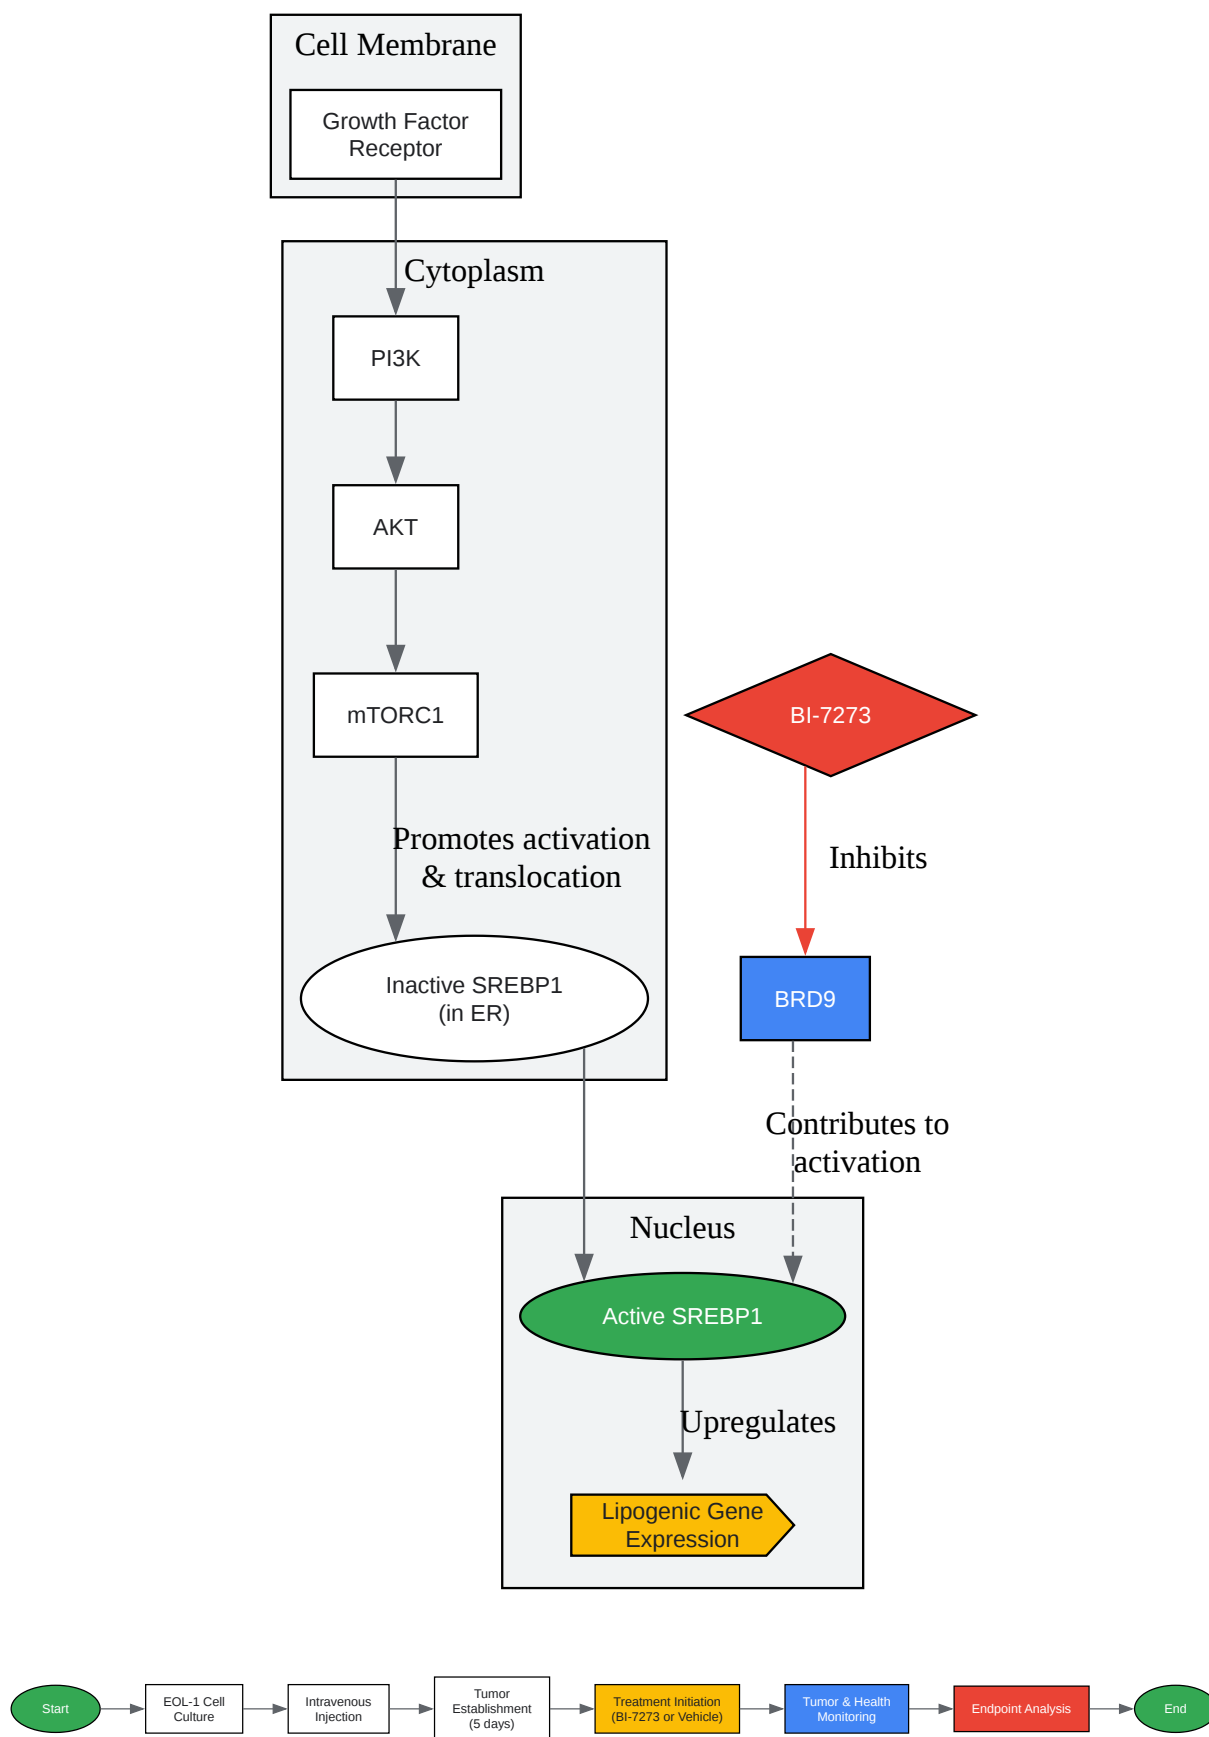 Cell Membrane
Growth Factor
Receptor
Cytoplasm
PI3K
AKT
mTORC1
BI-7273
Promotes activation
& translocation
Inhibits
Inactive SREBP1
(in ER)
BRD9
Contributes to
activation
Nucleus
Active SREBP1
Upregulates
Lipogenic Gene
Expression
Start
EOL-1 Cell
Culture
Intravenous
Injection
Tumor
Establishment
(5 days)
Treatment Initiation
(BI-7273 or Vehicle)
Tumor & Health
Monitoring
Endpoint Analysis
End